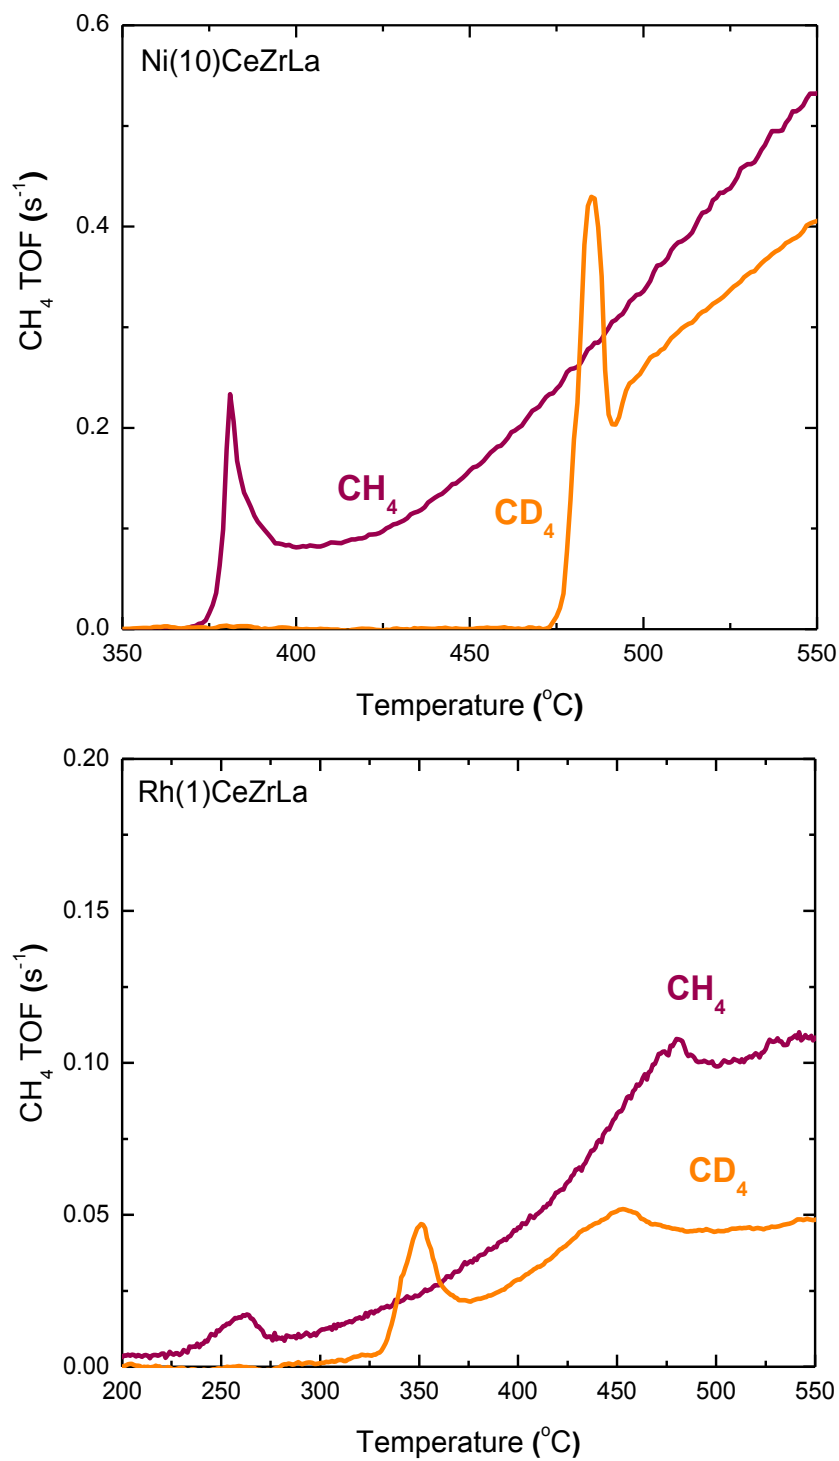 0.6
Ni(10)CeZrLa
0.4
CH₄ TOF (s⁻¹)
0.2
CH₄
CD₄
0.0
350 400 450 500 550
Temperature (°C)
0.20
Rh(1)CeZrLa
0.15
CH₄ TOF (s⁻¹)
CH₄
0.10
CD₄
0.05
0.00
200 250 300 350 400 450 500 550
Temperature (°C)